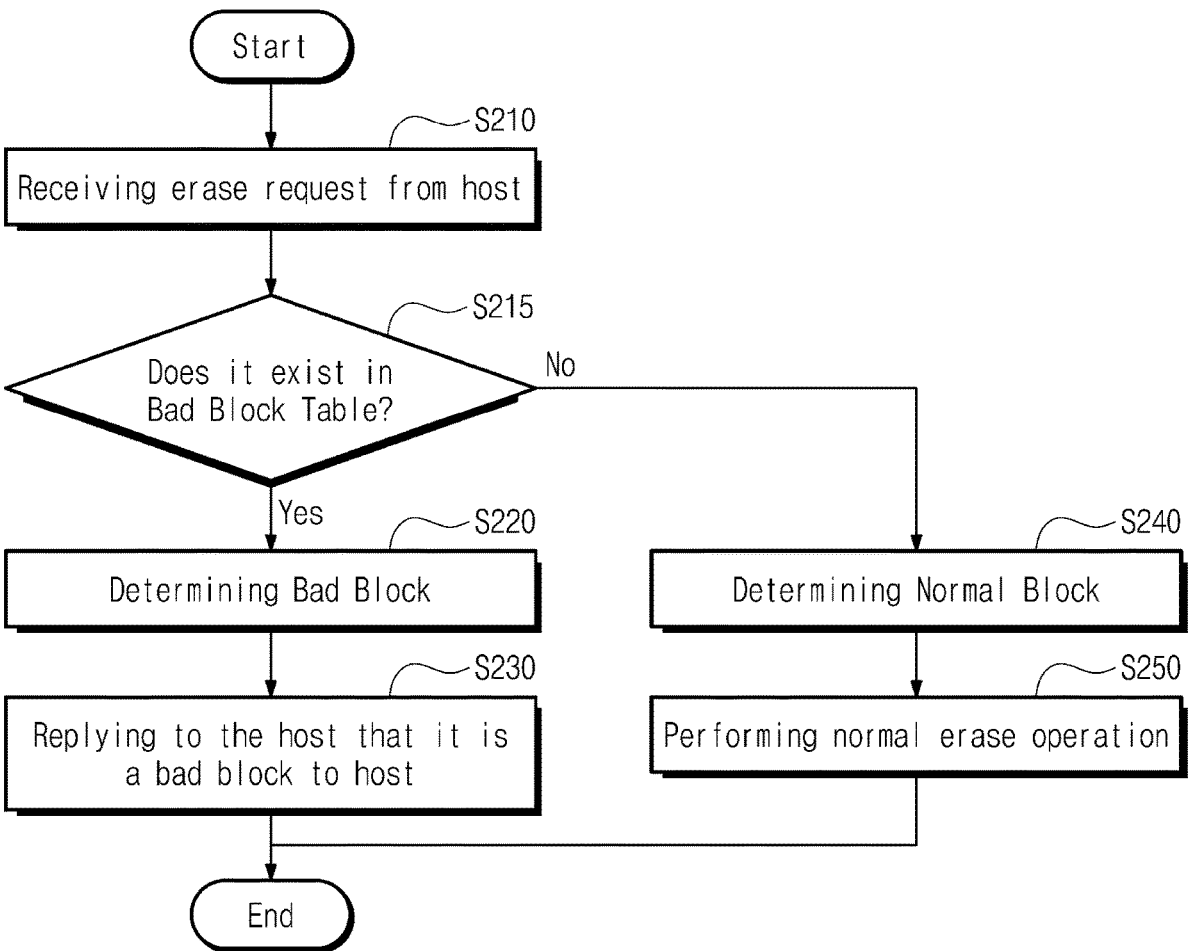 Start
S210
Receiving erase request from host
S215
Does it exist in
Bad Block Table?
No
Yes
S220
Determining Bad Block
S240
Determining Normal Block
S230
Replying to the host that it is
a bad block to host
S250
Performing normal erase operation
End